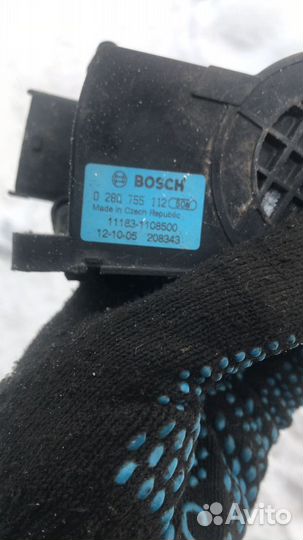 BOSCH
0 280 755 112
Made in Czech Republic
11183-1108500
12-10-05 208343
Avito